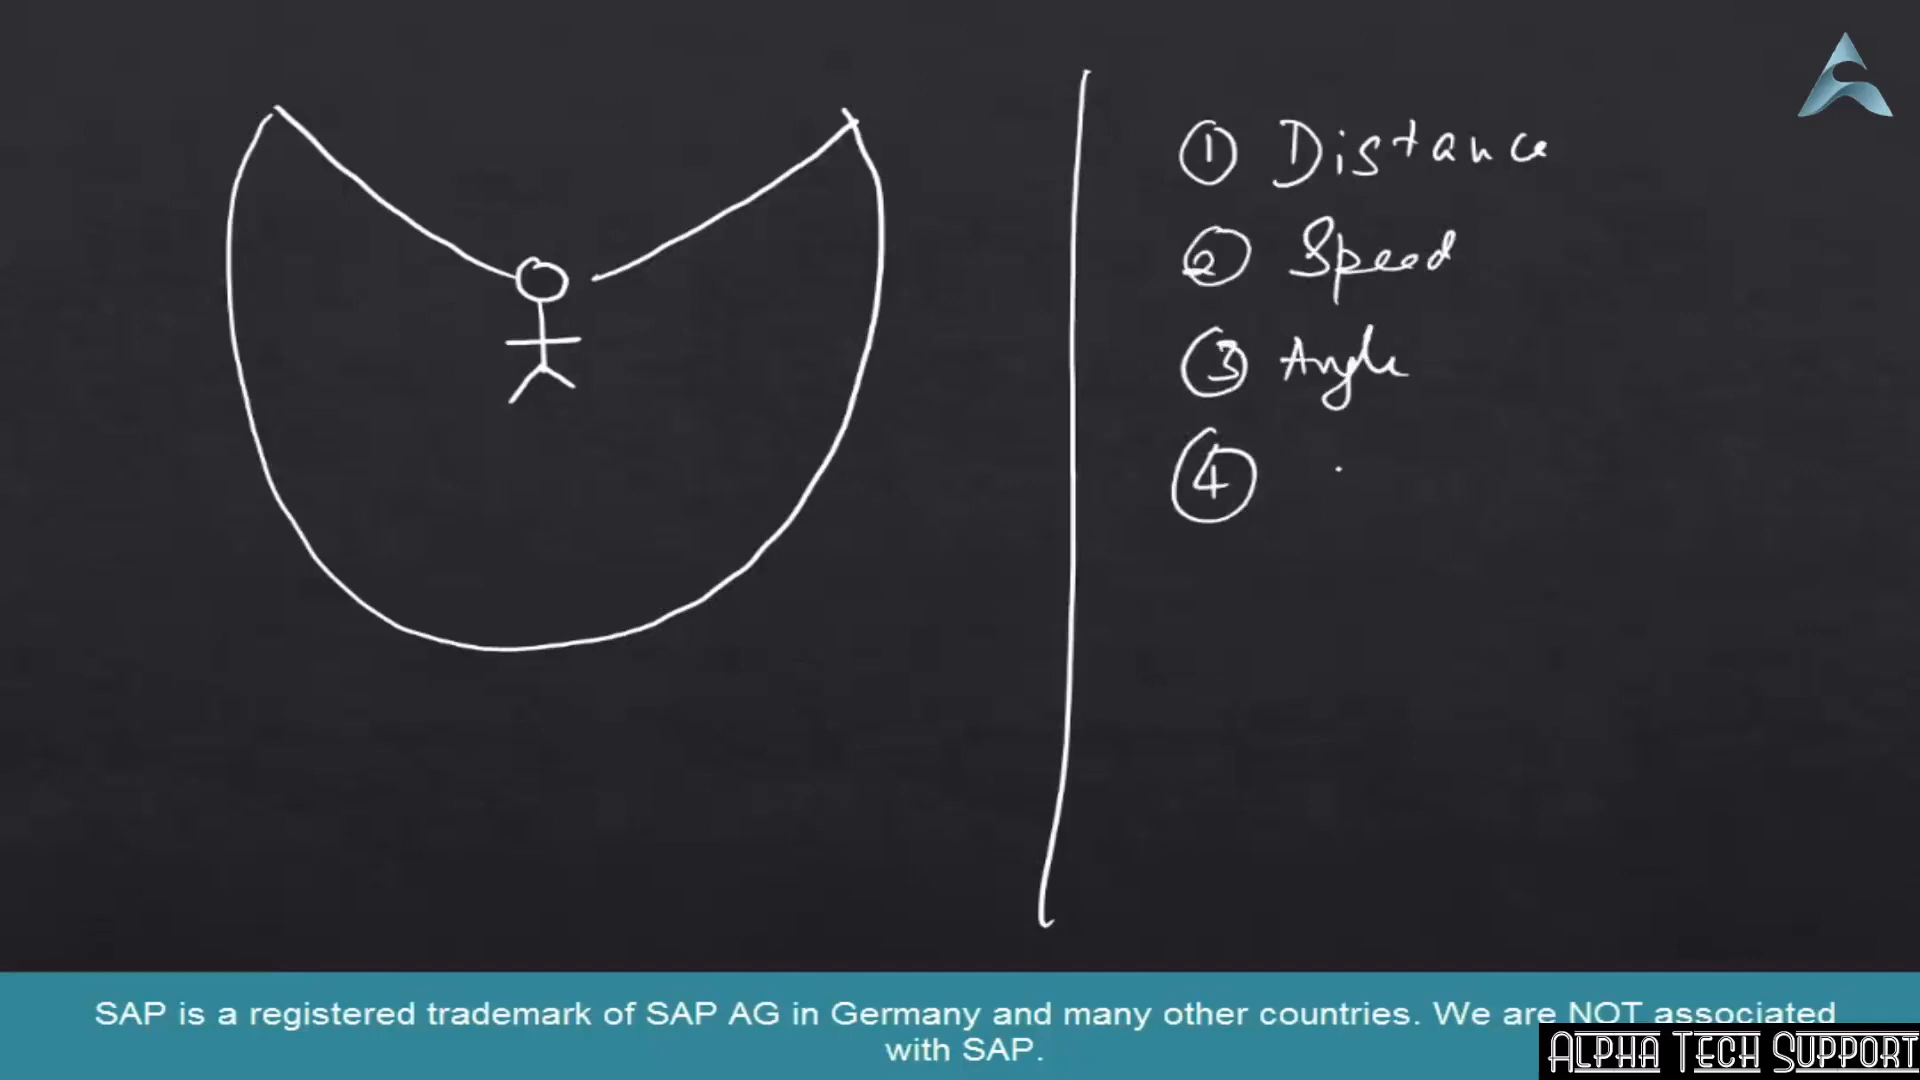 ① Distance
② Speed
③ Angle
④
SAP is a registered trademark of SAP AG in Germany and many other countries. We are NOT associated
with SAP.
Alpha Tech Support